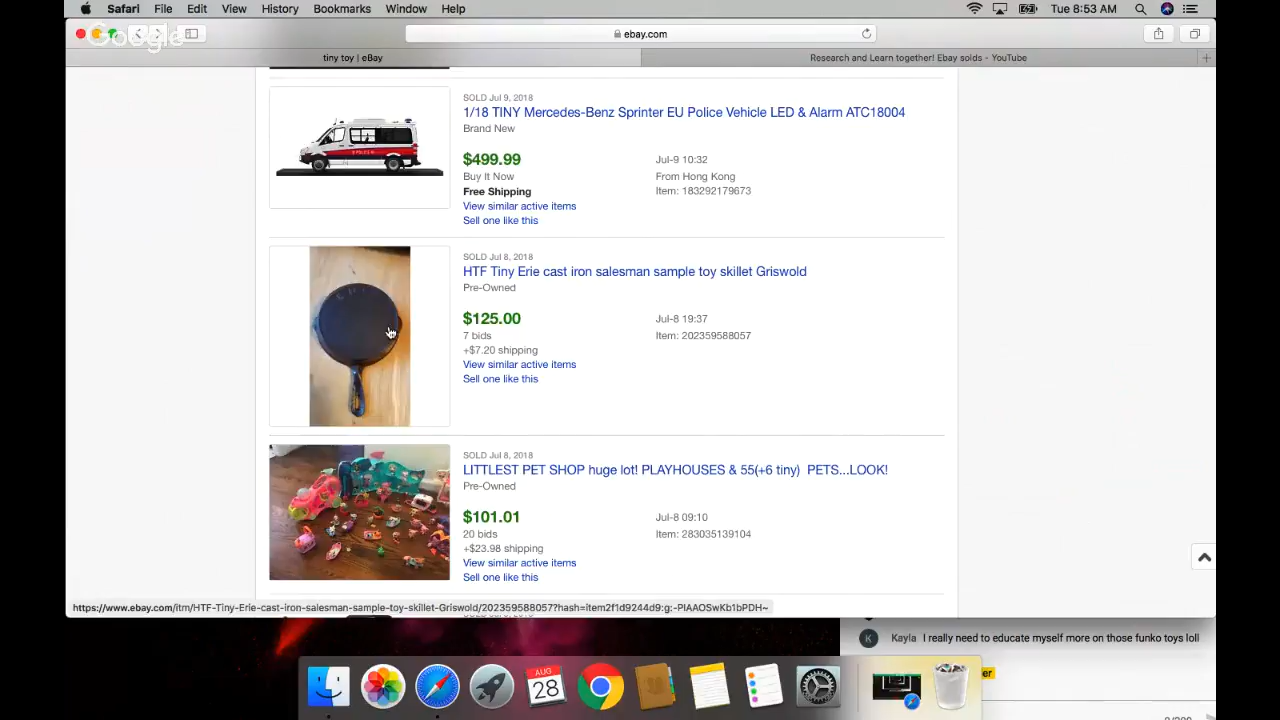 Safari File Edit View History Bookmarks Window Help Tue 8:53 AM
Google
ebay.com
tiny toy | eBay Research and Learn together! Ebay solds - YouTube
SOLD Jul 9, 2018
1/18 TINY Mercedes-Benz Sprinter EU Police Vehicle LED & Alarm ATC18004
Brand New
$499.99 Jul-9 10:32
Buy It Now From Hong Kong
Free Shipping Item: 183292179673
View similar active items
Sell one like this
SOLD Jul 8, 2018
HTF Tiny Erie cast iron salesman sample toy skillet Griswold
Pre-Owned
$125.00 Jul-8 19:37
7 bids Item: 202359588057
+$7.20 shipping
View similar active items
Sell one like this
SOLD Jul 8, 2018
LITTLEST PET SHOP huge lot! PLAYHOUSES & 55(+6 tiny) PETS...LOOK!
Pre-Owned
$101.01 Jul-8 09:10
20 bids Item: 283035139104
+$23.98 shipping
View similar active items
Sell one like this
https://www.ebay.com/itm/HTF-Tiny-Erie-cast-iron-salesman-sample-toy-skillet-Griswold/202359588057?hash=item2f1d9244d9:g:-PIAAOSwKb1bPDH~
K Kayla I really need to educate myself more on those funko toys loll
AUG
28
er